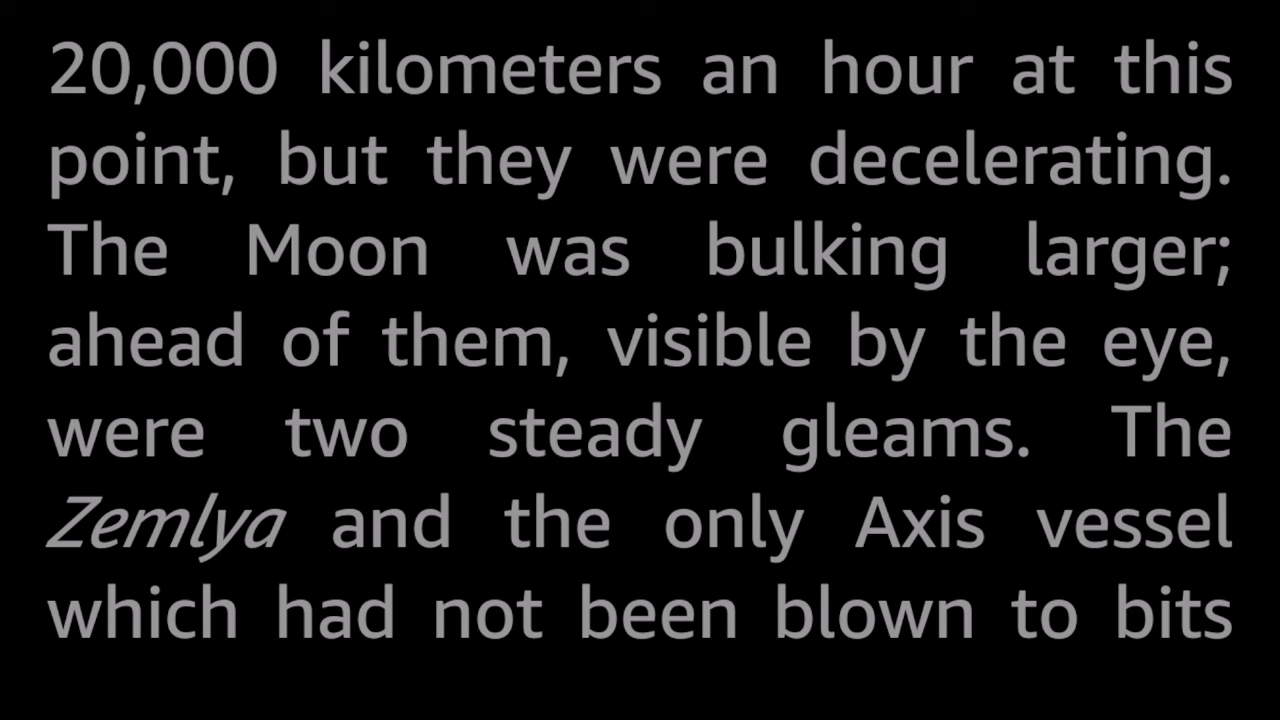 20,000 kilometers an hour at this
point, but they were decelerating.
The Moon was bulking larger;
ahead of them, visible by the eye,
were two steady gleams. The
Zemlya and the only Axis vessel
which had not been blown to bits